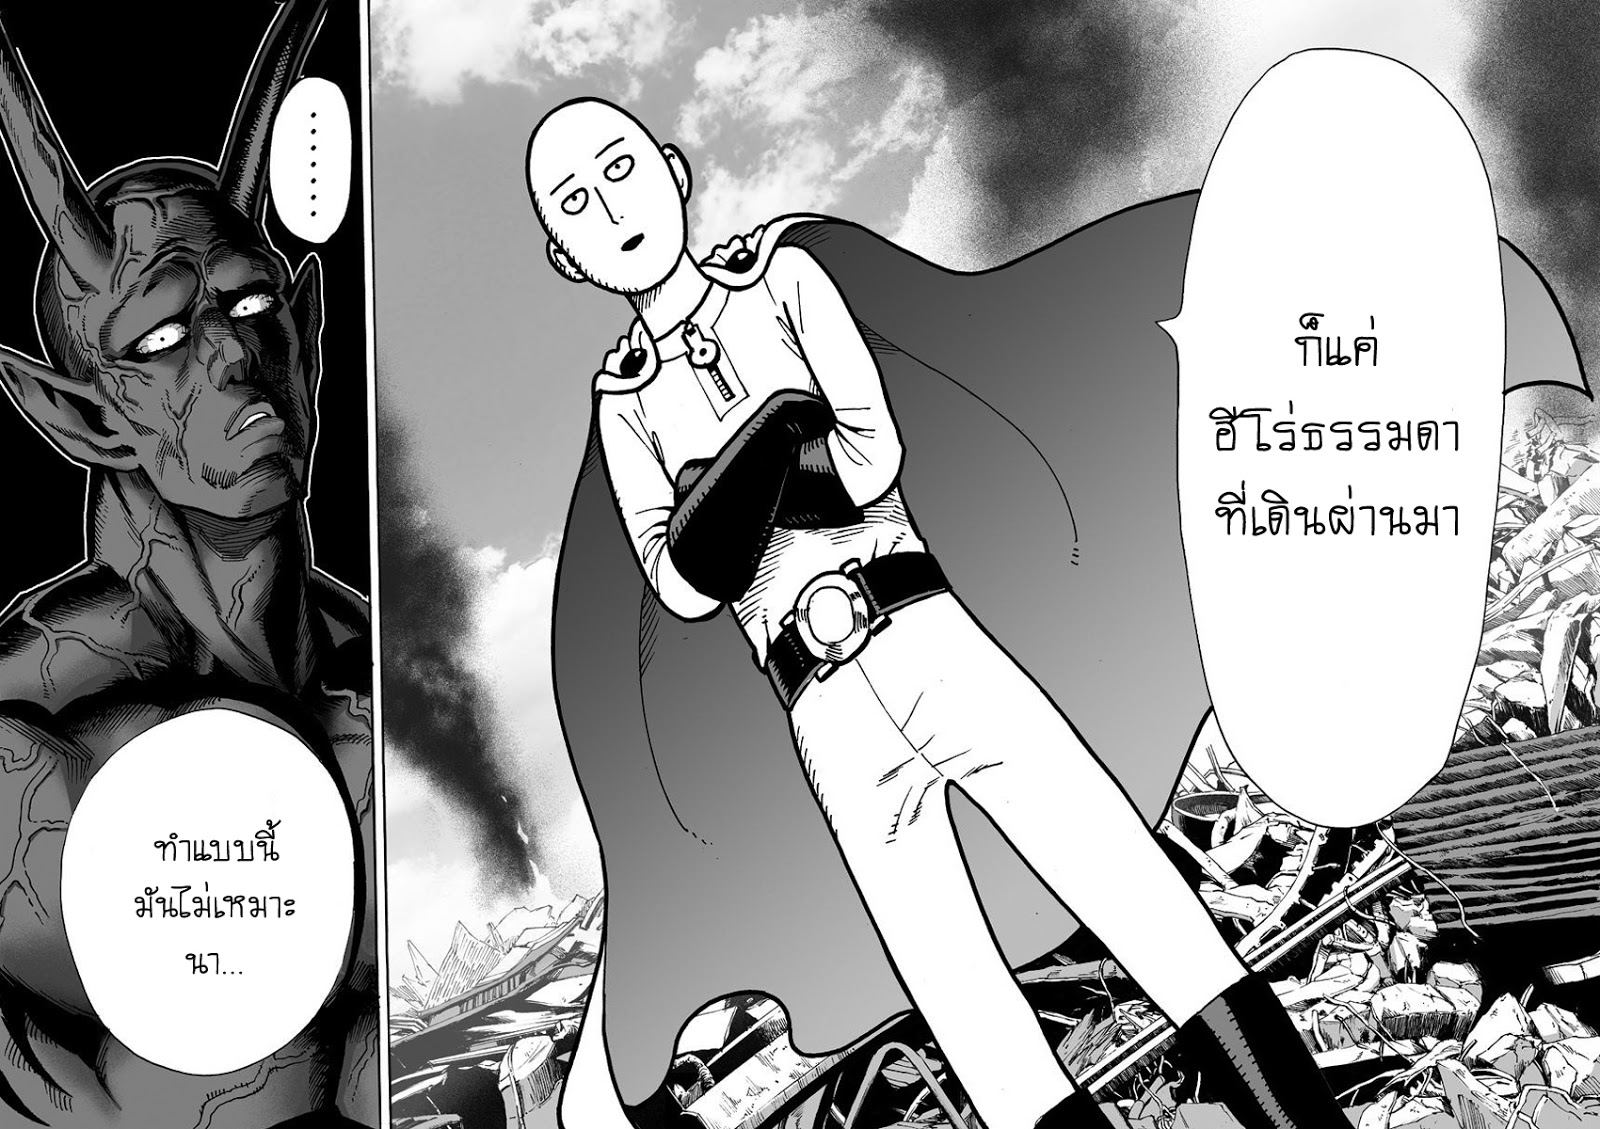 ก็แค่
ฮีโร่ธรรมดา
ที่เดินผ่านมา
........
ทำแบบนี้
มันไม่เหมาะ
นา...